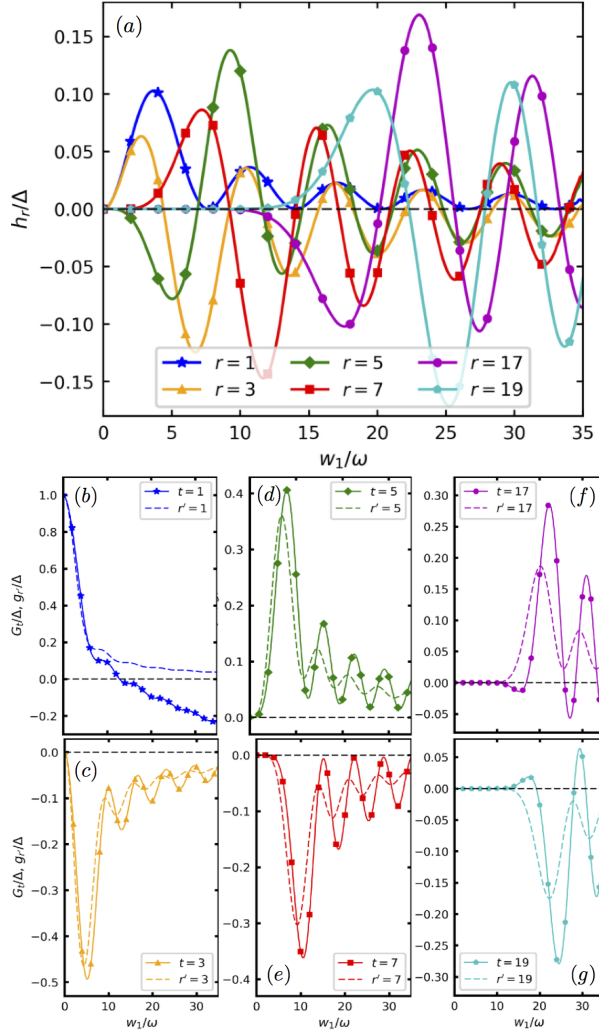 (a)
0.15
0.10
0.05
0.00
−0.05
−0.10
−0.15
h_r/Δ
r = 1 r = 5 r = 17
r = 3 r = 7 r = 19
0 5 10 15 20 25 30 35
w_1/ω
(b)
t = 1
r' = 1
1.0
0.8
0.6
0.4
0.2
0.0
−0.2
G_t/Δ, g_r'/Δ
(d)
t = 5
r' = 5
0.4
0.3
0.2
0.1
0.0
(f)
t = 17
r' = 17
0.30
0.25
0.20
0.15
0.10
0.05
0.00
−0.05
(c)
0.0
−0.1
−0.2
−0.3
−0.4
−0.5
G_t/Δ, g_r'/Δ
t = 3
r' = 3
0 10 20 30
w_1/ω
0.0
−0.1
−0.2
−0.3
−0.4
(e)
t = 7
r' = 7
0 10 20 30
w_1/ω
0.05
0.00
−0.05
−0.10
−0.15
−0.20
−0.25
−0.30
t = 19
r' = 19
(g)
0 10 20 30
w_1/ω